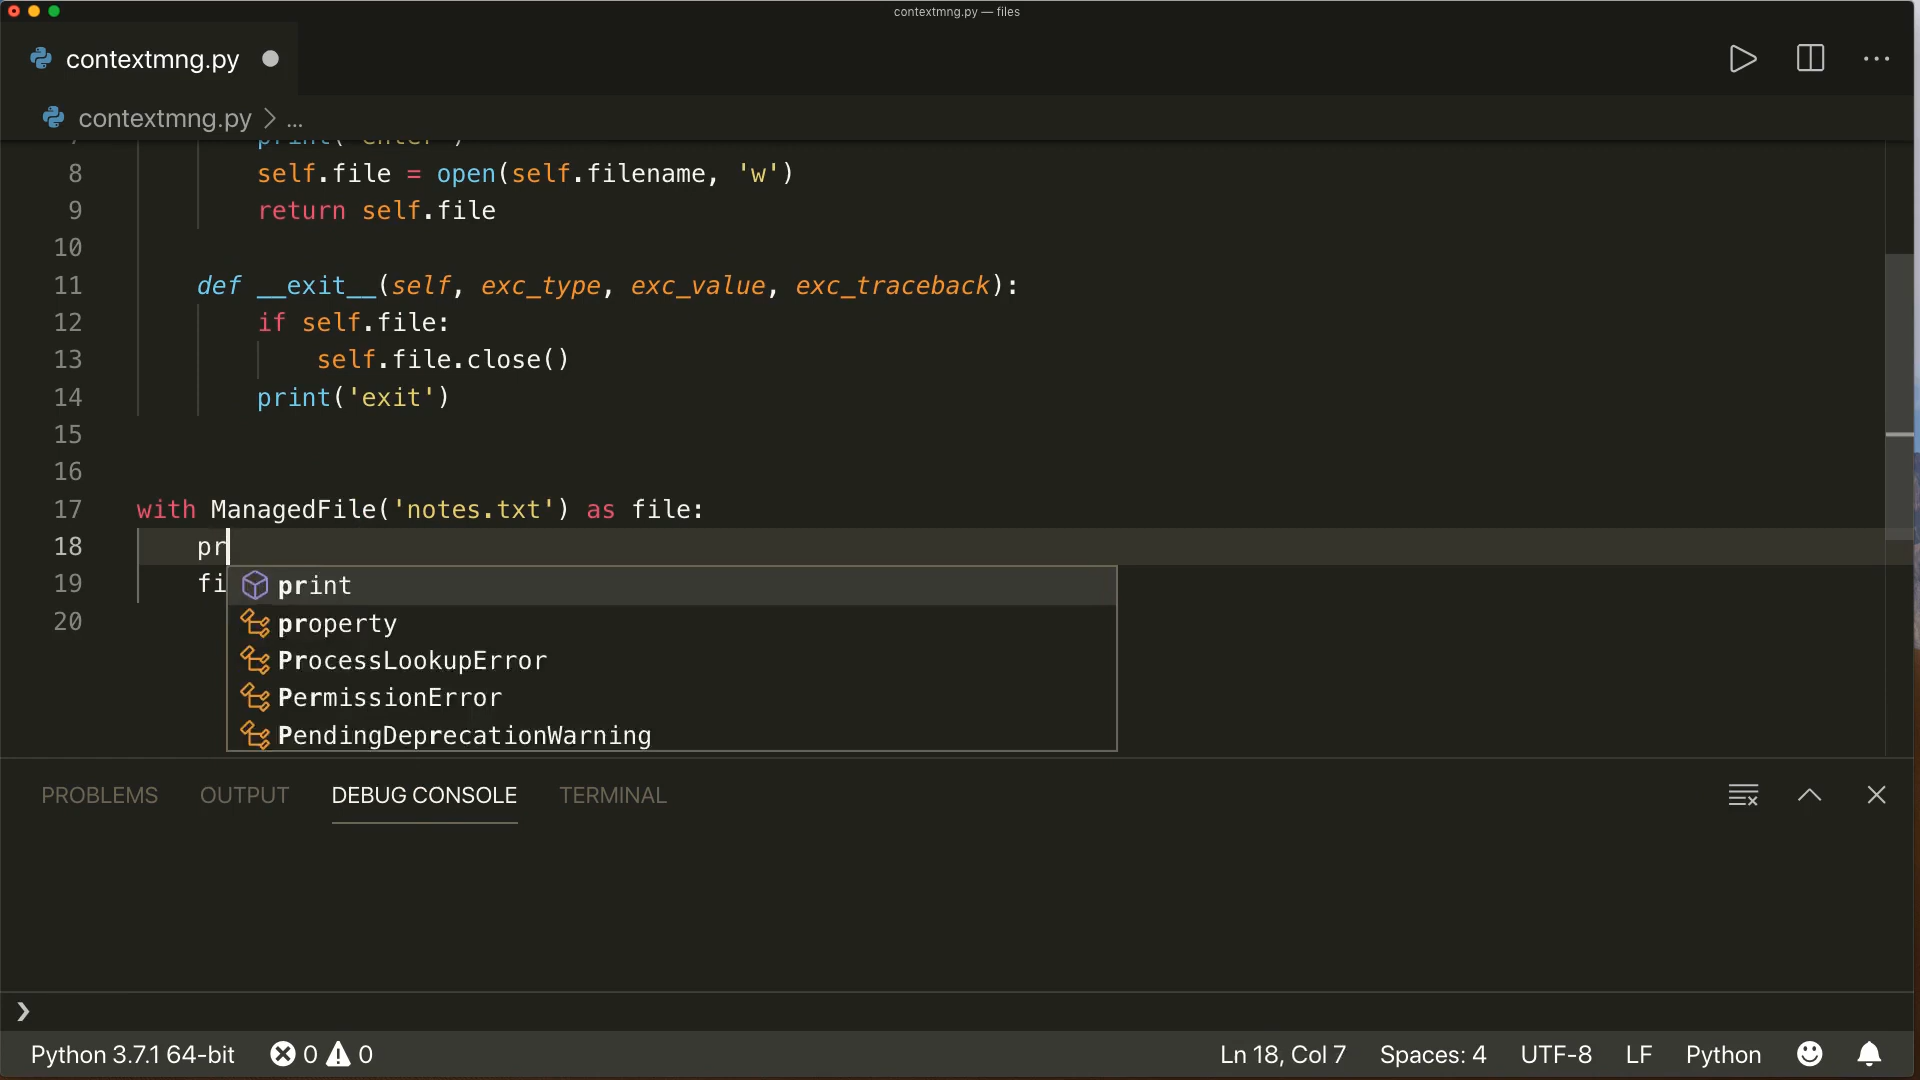 contextmng.py — files
contextmng.py
contextmng.py > ...
7 print('enter')
8 self.file = open(self.filename, 'w')
9 return self.file
10
11 def __exit__(self, exc_type, exc_value, exc_traceback):
12 if self.file:
13 self.file.close()
14 print('exit')
15
16
17 with ManagedFile('notes.txt') as file:
18 pr
19 fi
20
print
property
ProcessLookupError
PermissionError
PendingDeprecationWarning
PROBLEMS OUTPUT DEBUG CONSOLE TERMINAL
Python 3.7.1 64-bit 0 0 Ln 18, Col 7 Spaces: 4 UTF-8 LF Python